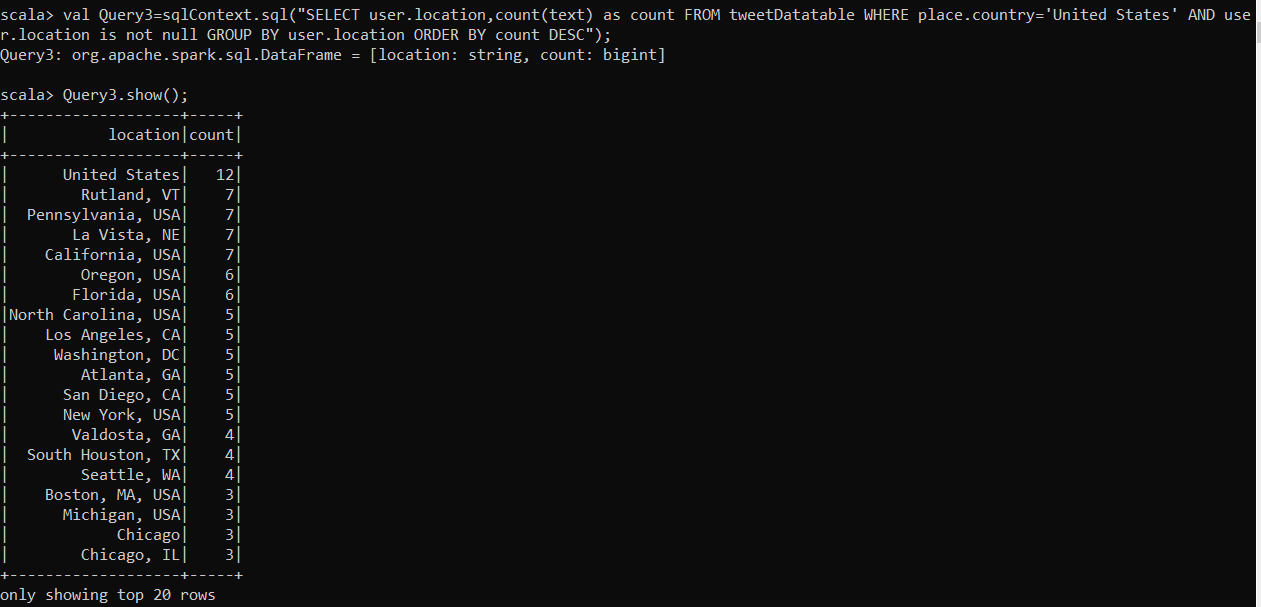 scala> val Query3=sqlContext.sql("SELECT user.location,count(text) as count FROM tweetDatatable WHERE place.country='United States' AND use
r.location is not null GROUP BY user.location ORDER BY count DESC");
Query3: org.apache.spark.sql.DataFrame = [location: string, count: bigint]
scala> Query3.show();
+-------------------+-----+
|           location|count|
+-------------------+-----+
|      United States|   12|
|        Rutland, VT|    7|
|  Pennsylvania, USA|    7|
|       La Vista, NE|    7|
|    California, USA|    7|
|        Oregon, USA|    6|
|       Florida, USA|    6|
|North Carolina, USA|    5|
|    Los Angeles, CA|    5|
|     Washington, DC|    5|
|        Atlanta, GA|    5|
|      San Diego, CA|    5|
|      New York, USA|    5|
|       Valdosta, GA|    4|
|  South Houston, TX|    4|
|        Seattle, WA|    4|
|    Boston, MA, USA|    3|
|      Michigan, USA|    3|
|            Chicago|    3|
|        Chicago, IL|    3|
+-------------------+-----+
only showing top 20 rows